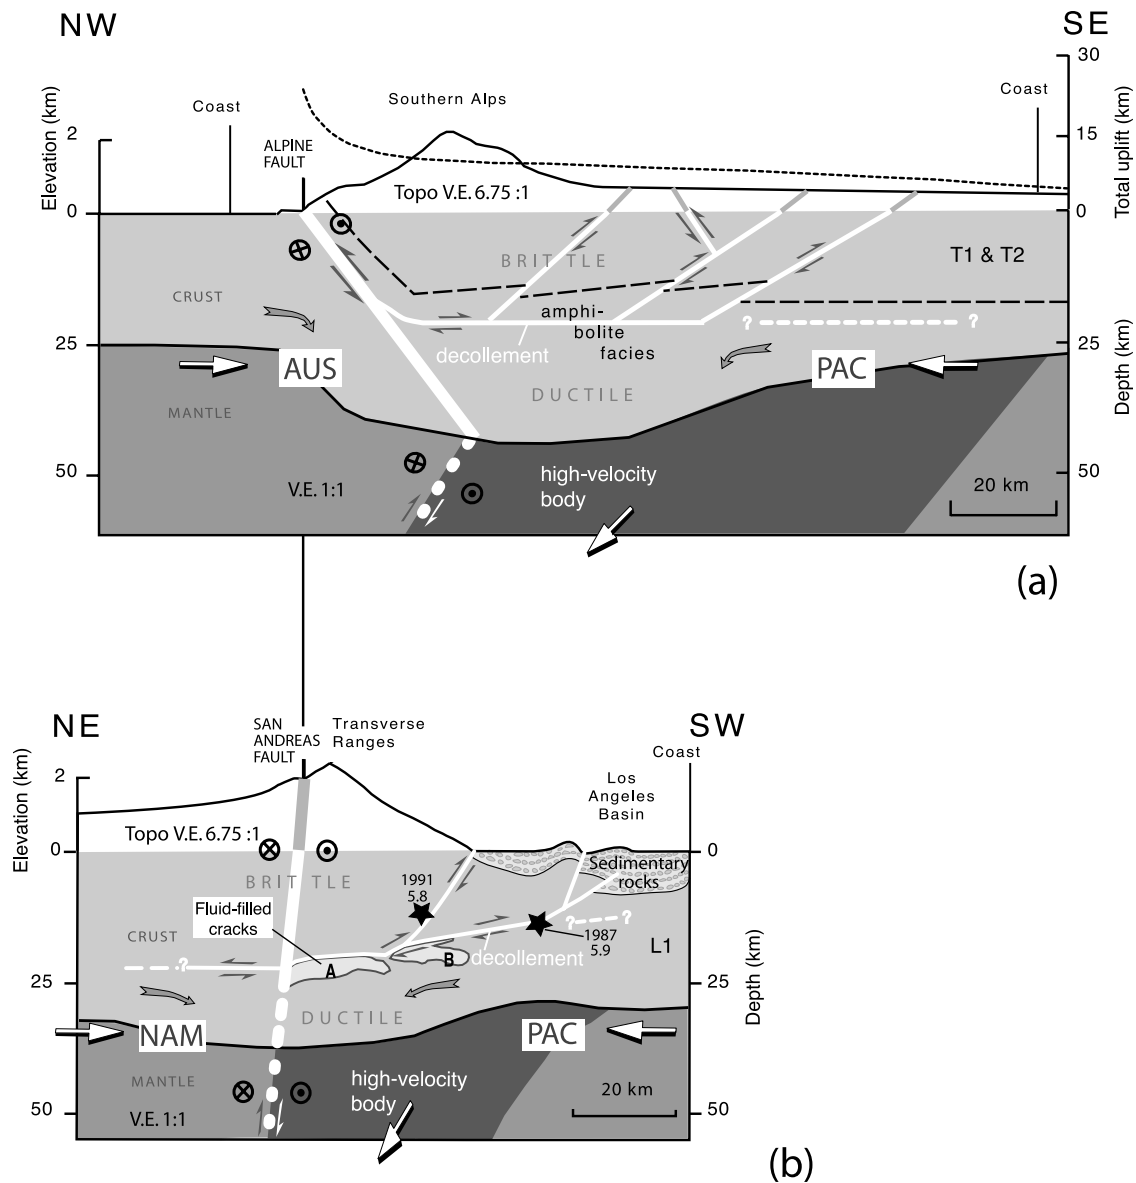 NW
SE
30
Elevation (km)
Coast
Southern Alps
Coast
Total uplift (km)
2
ALPINE
FAULT
15
Topo V.E. 6.75 :1
0
0
BRIT TLE
T1 & T2
CRUST
amphi-
bolite
facies
decollement
?
?
25
25
AUS
PAC
Depth (km)
DUCTILE
MANTLE
50
50
high-velocity
body
V.E. 1:1
20 km
(a)
NE
SW
SAN
ANDREAS
FAULT
Transverse
Ranges
Coast
Elevation (km)
2
Los
Angeles
Basin
Topo V.E. 6.75 :1
0
0
BRIT TLE
Sedimentary
rocks
1991
5.8
Fluid-filled
cracks
?
?
1987
5.9
CRUST
L1
?
A
B
decollement
25
25
Depth (km)
DUCTILE
NAM
PAC
MANTLE
high-velocity
body
20 km
50
50
V.E. 1:1
(b)